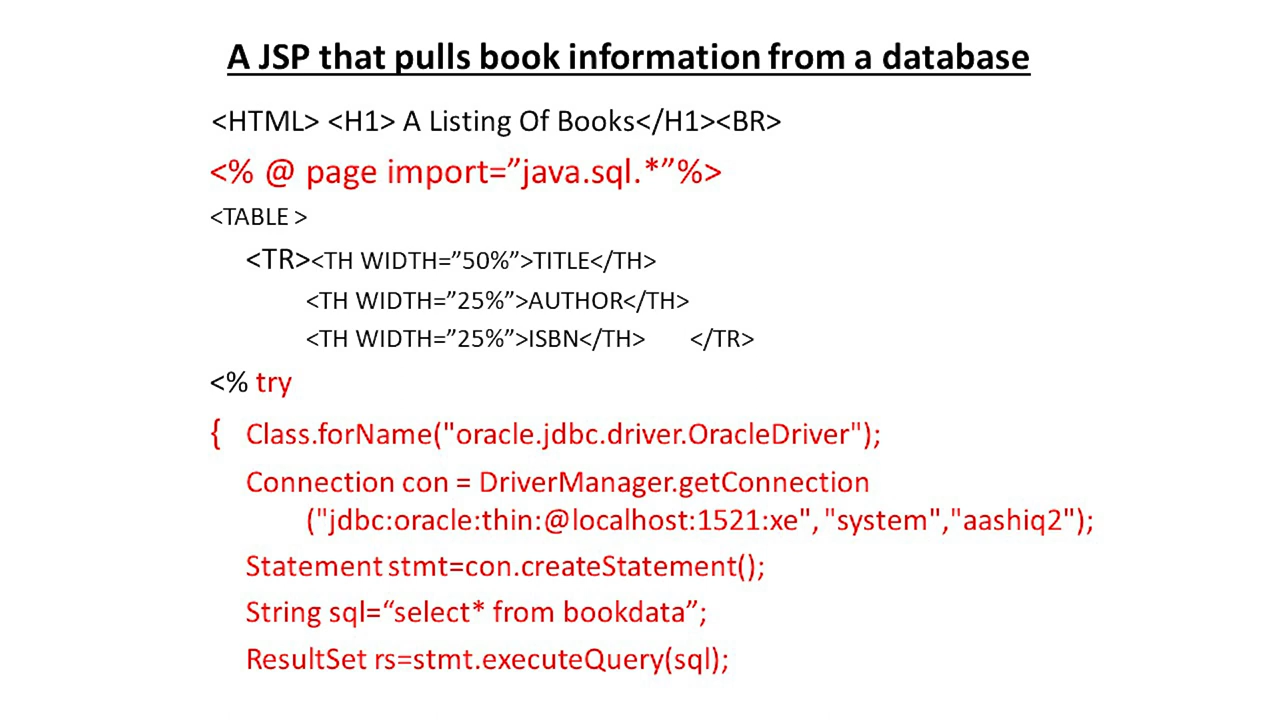 A JSP that pulls book information from a database
<HTML> <H1> A Listing Of Books</H1><BR>
<% @ page import=”java.sql.*”%>
<TABLE >
<TR><TH WIDTH=”50%”>TITLE</TH>
<TH WIDTH=”25%”>AUTHOR</TH>
<TH WIDTH=”25%”>ISBN</TH> </TR>
<% try
{ Class.forName("oracle.jdbc.driver.OracleDriver");
Connection con = DriverManager.getConnection
("jdbc:oracle:thin:@localhost:1521:xe", "system","aashiq2");
Statement stmt=con.createStatement();
String sql=“select* from bookdata”;
ResultSet rs=stmt.executeQuery(sql);